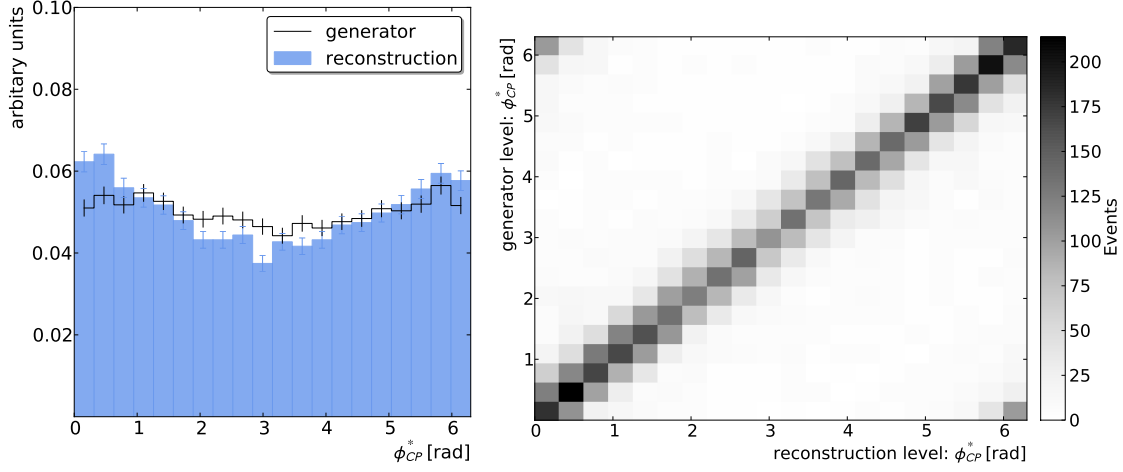 arbitary units
0.10
0.08
0.06
0.04
0.02
generator
reconstruction
0 1 2 3 4 5 6
ϕ*CP [rad]
generator level: ϕ*CP [rad]
6
5
4
3
2
1
0 1 2 3 4 5 6
reconstruction level: ϕ*CP [rad]
200
175
150
125
100
75
50
25
0
Events